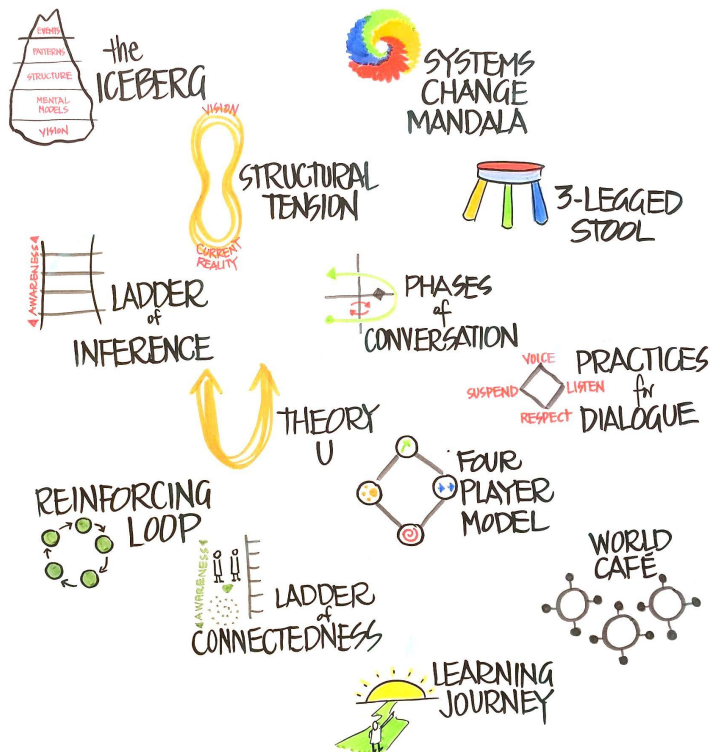 EVENTS
PATTERNS
STRUCTURE
MENTAL
MODELS
VISION
the
ICEBERG
SYSTEMS
CHANGE
MANDALA
VISION
STRUCTURAL
TENSION
CURRENT
REALITY
3-LEGGED
STOOL
AWARENESS
LADDER
of
INFERENCE
PHASES
of
CONVERSATION
PRACTICES
for
DIALOGUE
VOICE
SUSPEND
LISTEN
RESPECT
THEORY
U
FOUR
PLAYER
MODEL
REINFORCING
LOOP
AWARENESS
LADDER
of
CONNECTEDNESS
WORLD
CAFÉ
LEARNING
JOURNEY